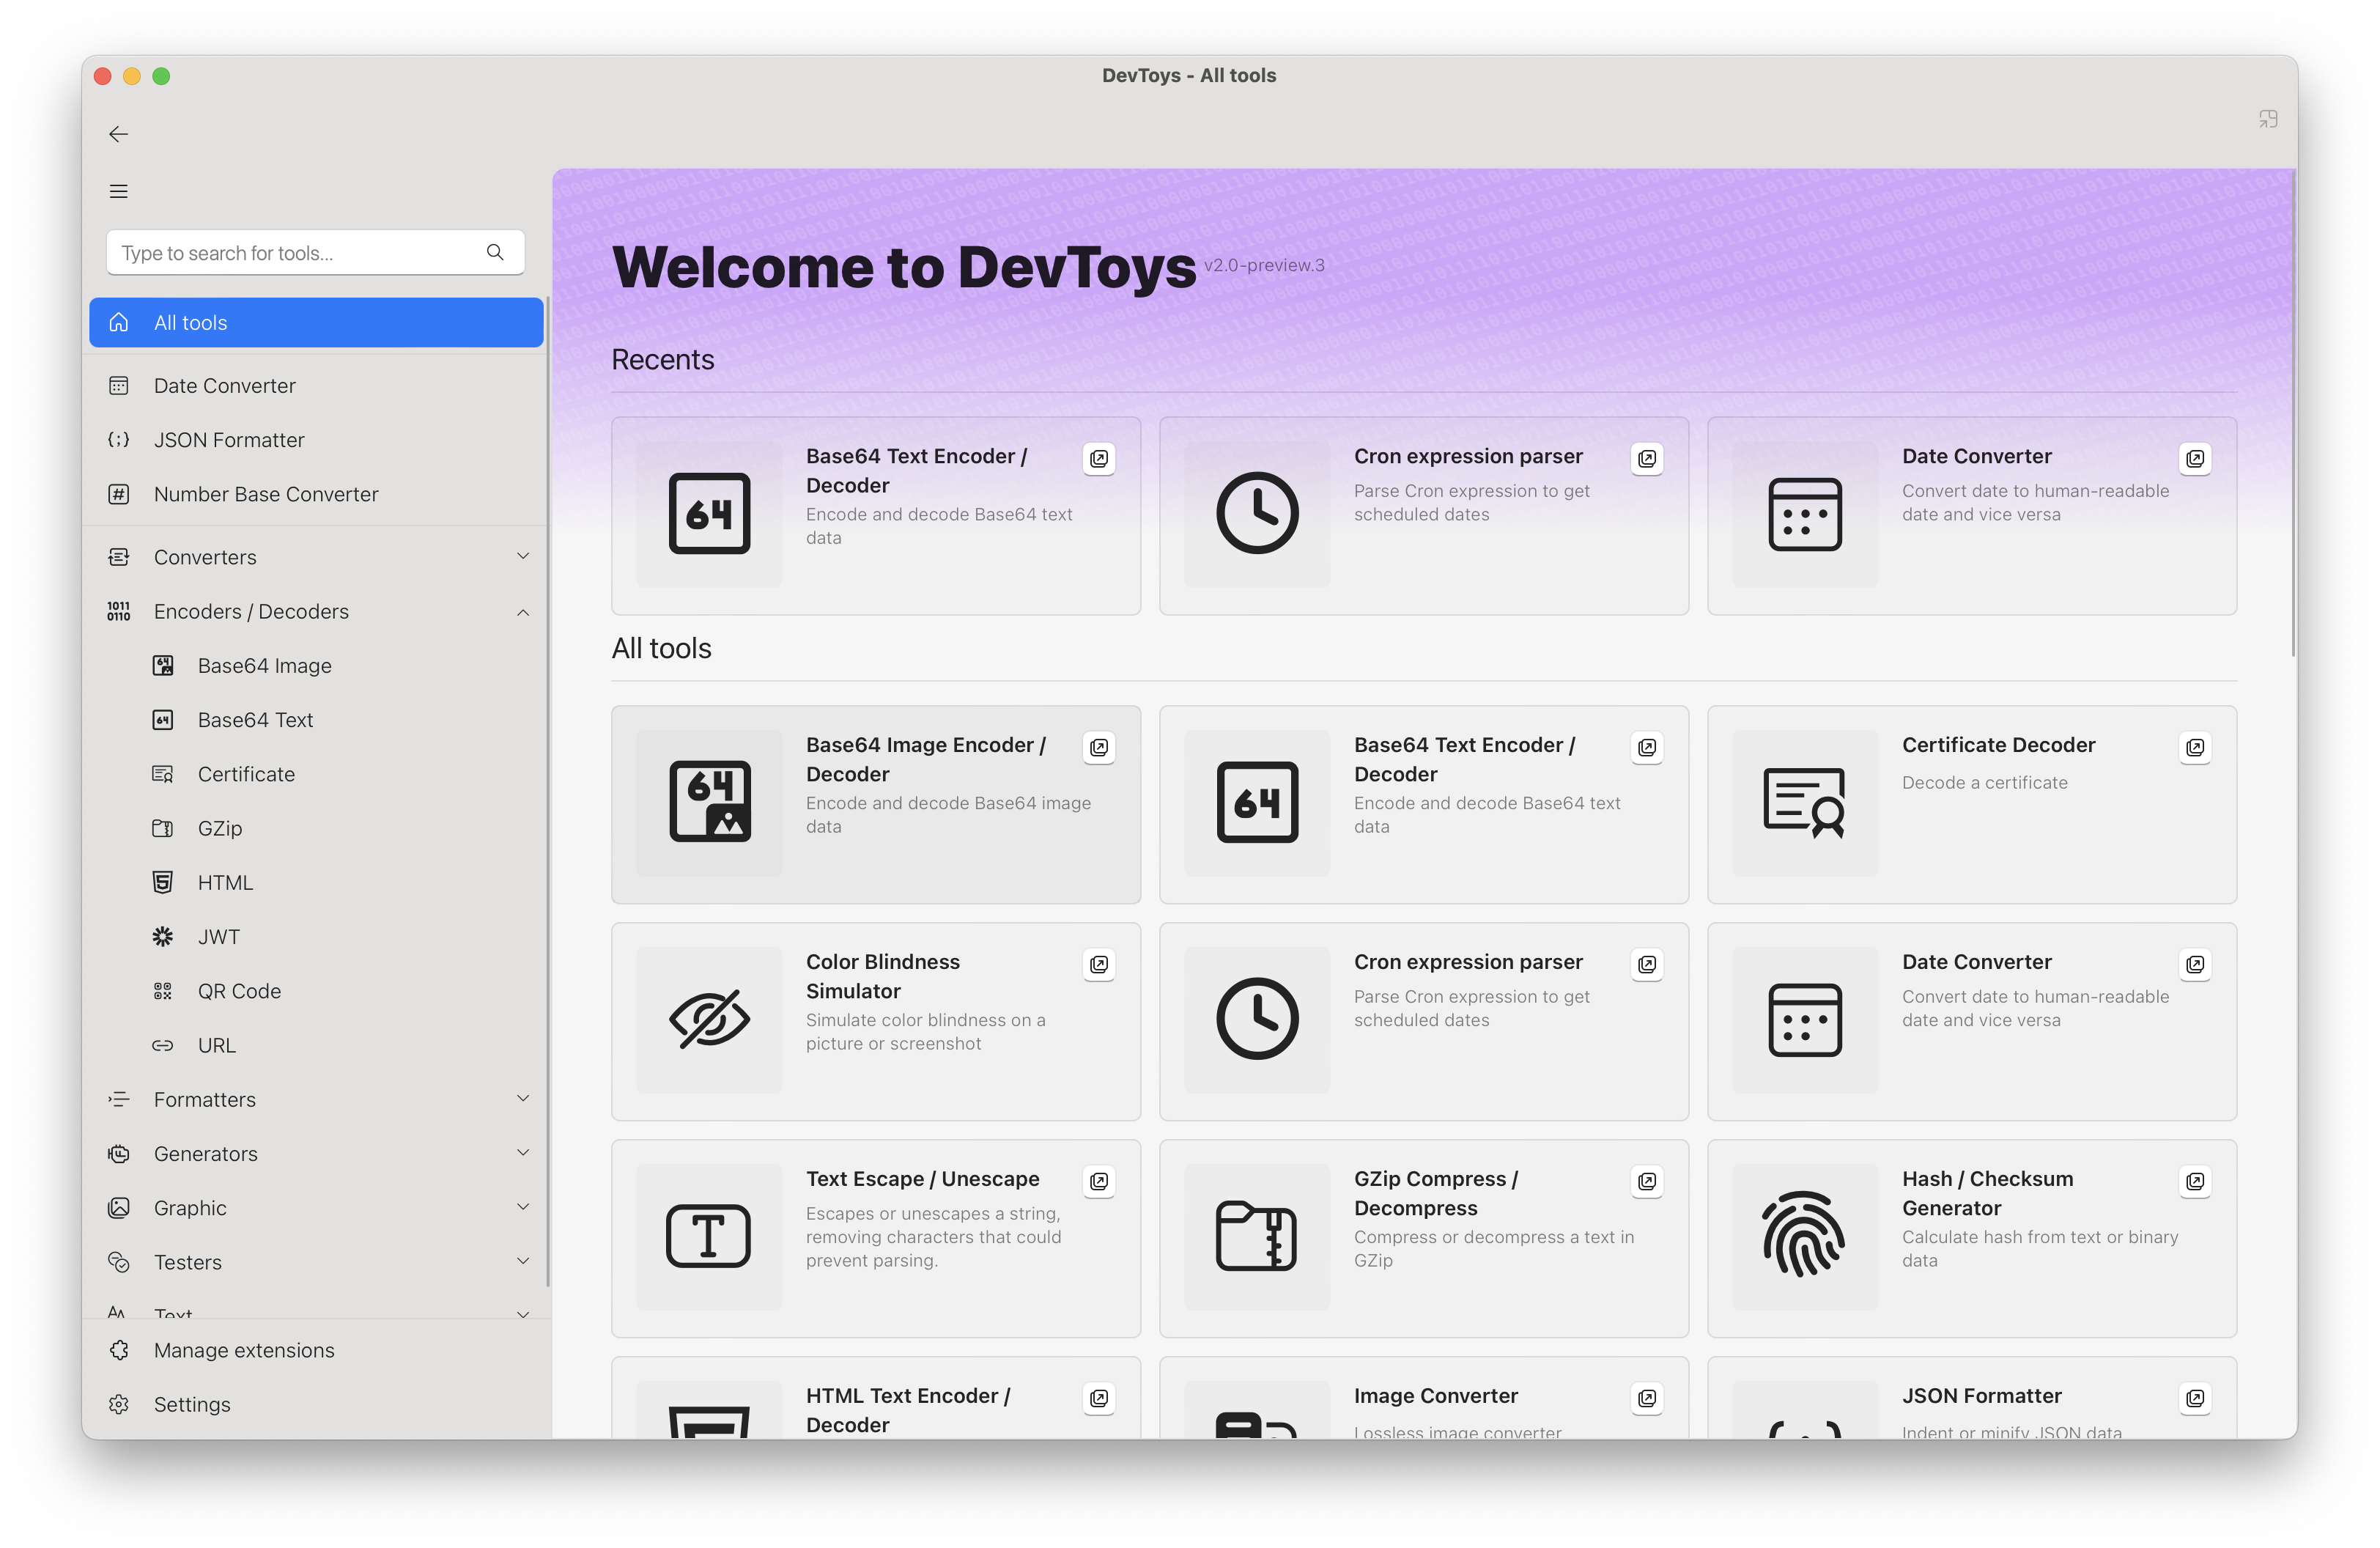 DevToys - All tools
Type to search for tools...
All tools
Date Converter
JSON Formatter
Number Base Converter
Converters
Encoders / Decoders
Base64 Image
Base64 Text
Certificate
GZip
HTML
JWT
QR Code
URL
Formatters
Generators
Graphic
Testers
Text
Manage extensions
Settings
Welcome to DevToys v2.0-preview.3
Recents
Base64 Text Encoder /
Decoder
Encode and decode Base64 text
data
Cron expression parser
Parse Cron expression to get
scheduled dates
Date Converter
Convert date to human-readable
date and vice versa
All tools
Base64 Image Encoder /
Decoder
Encode and decode Base64 image
data
Base64 Text Encoder /
Decoder
Encode and decode Base64 text
data
Certificate Decoder
Decode a certificate
Color Blindness
Simulator
Simulate color blindness on a
picture or screenshot
Cron expression parser
Parse Cron expression to get
scheduled dates
Date Converter
Convert date to human-readable
date and vice versa
Text Escape / Unescape
Escapes or unescapes a string,
removing characters that could
prevent parsing.
GZip Compress /
Decompress
Compress or decompress a text in
GZip
Hash / Checksum
Generator
Calculate hash from text or binary
data
HTML Text Encoder /
Decoder
Image Converter
Lossless image converter
JSON Formatter
Indent or minify JSON data